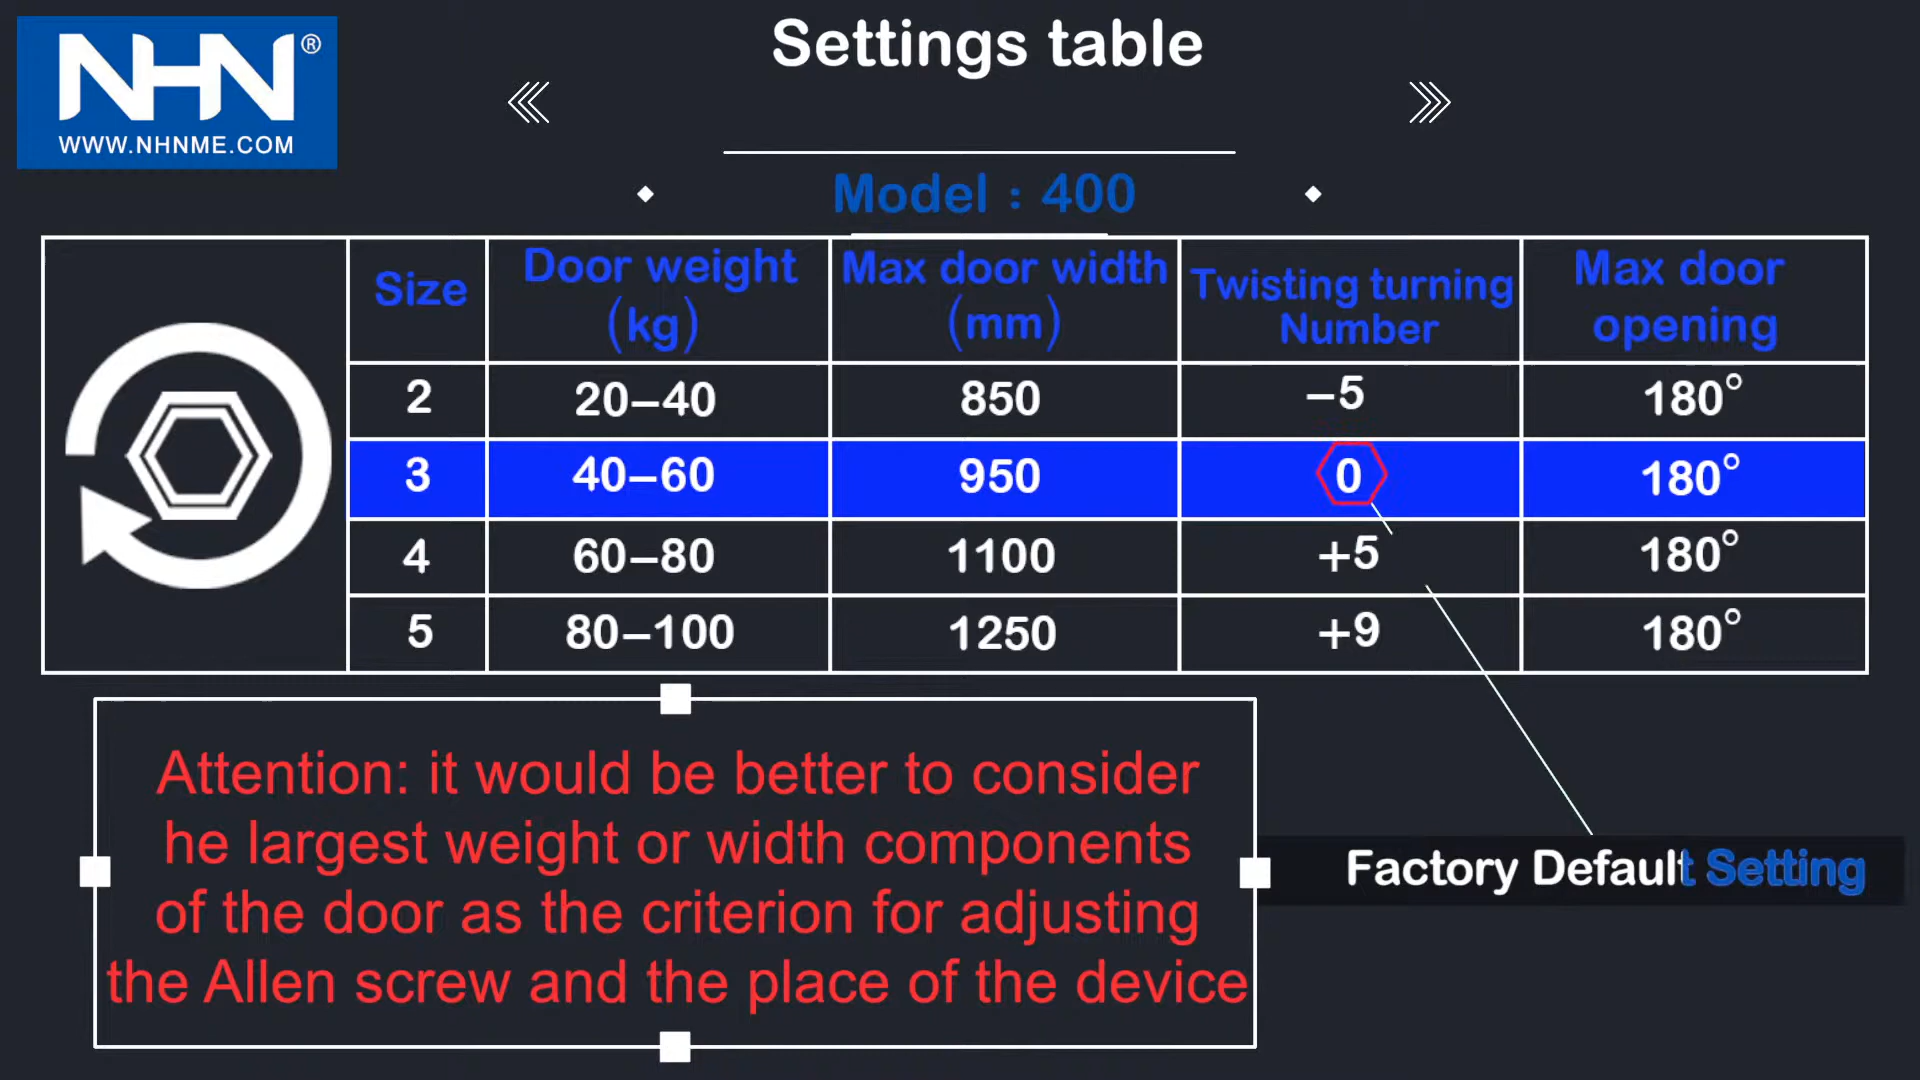 NHN®
WWW.NHNME.COM
Settings table
Model : 400
Size Door weight (kg) Max door width (mm) Twisting turning Number Max door opening
2 20–40 850 –5 180°
3 40–60 950 0 180°
4 60–80 1100 +5 180°
5 80–100 1250 +9 180°
Attention: it would be better to consider
he largest weight or width components
of the door as the criterion for adjusting
the Allen screw and the place of the device
Factory Default Setting